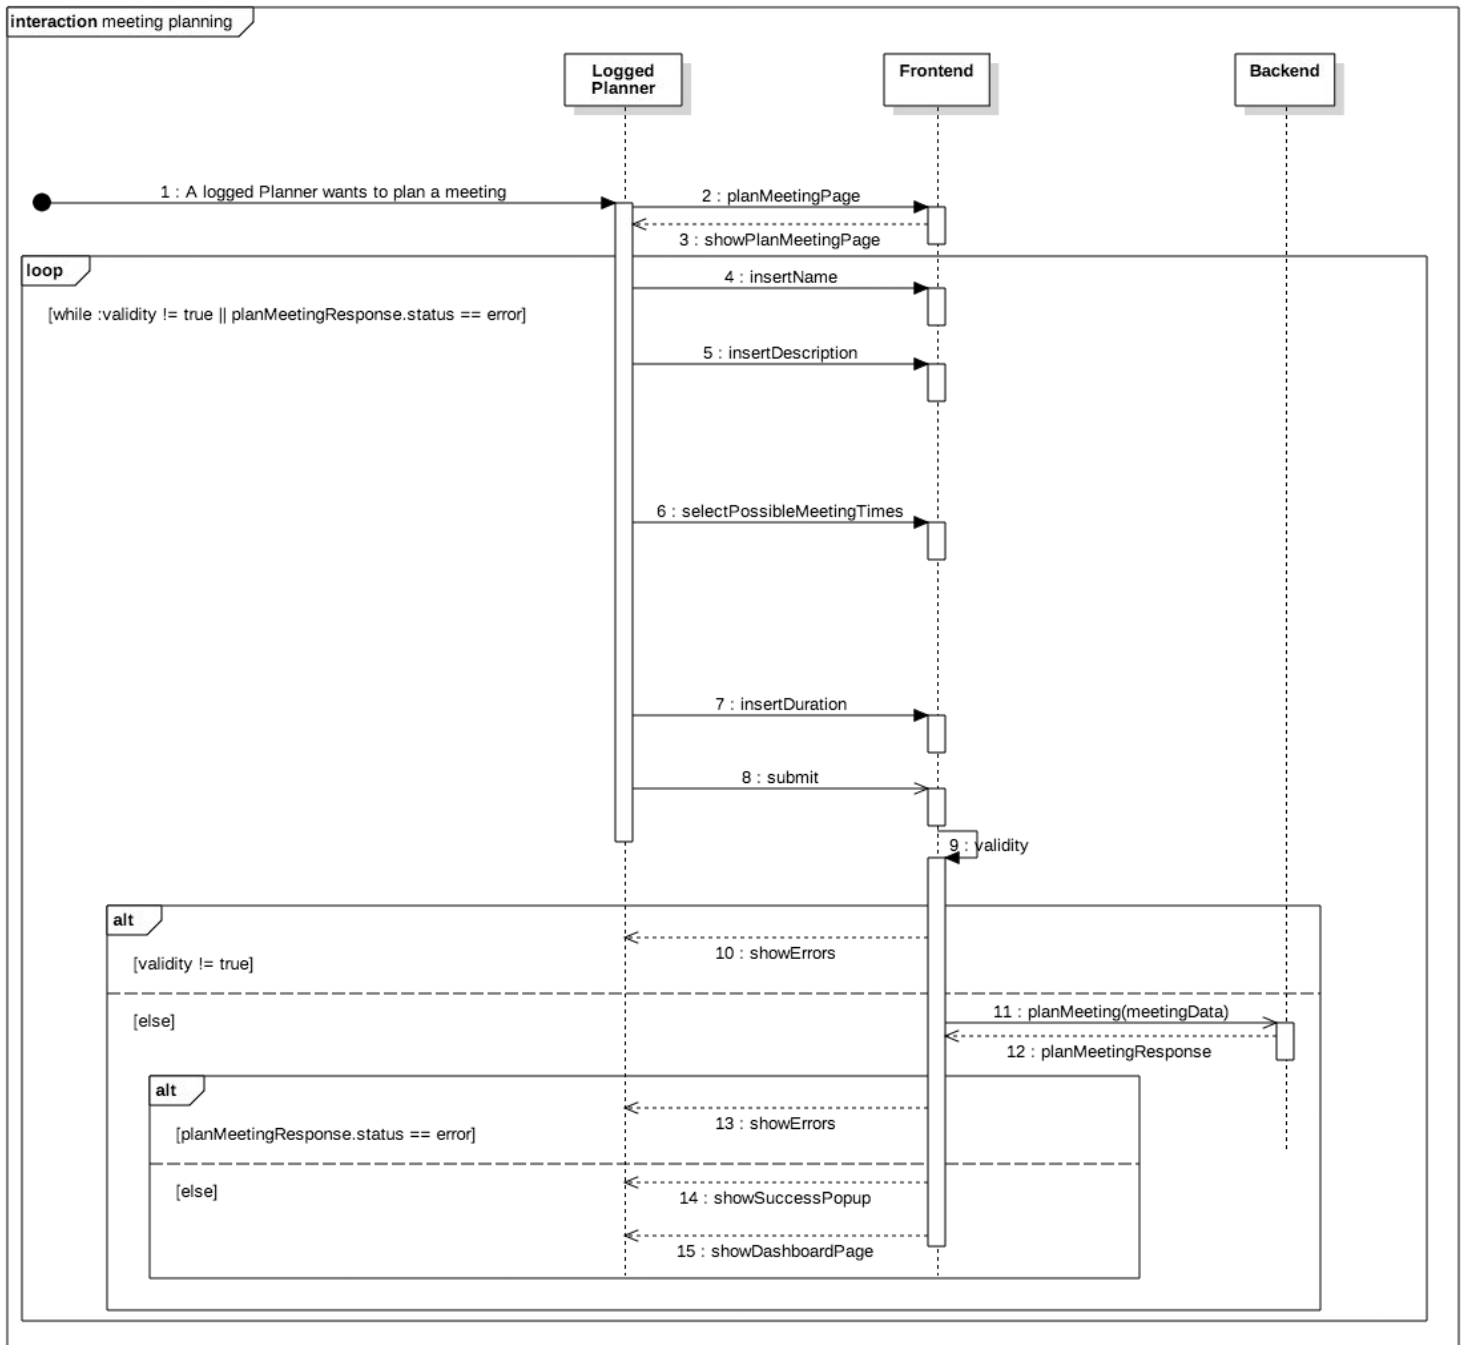 interaction meeting planning
Logged
Planner
Frontend
Backend
1 : A logged Planner wants to plan a meeting
2 : planMeetingPage
3 : showPlanMeetingPage
loop
[while :validity != true || planMeetingResponse.status == error]
4 : insertName
5 : insertDescription
6 : selectPossibleMeetingTimes
7 : insertDuration
8 : submit
9 : validity
alt
[validity != true]
10 : showErrors
[else]
11 : planMeeting(meetingData)
12 : planMeetingResponse
alt
[planMeetingResponse.status == error]
13 : showErrors
[else]
14 : showSuccessPopup
15 : showDashboardPage